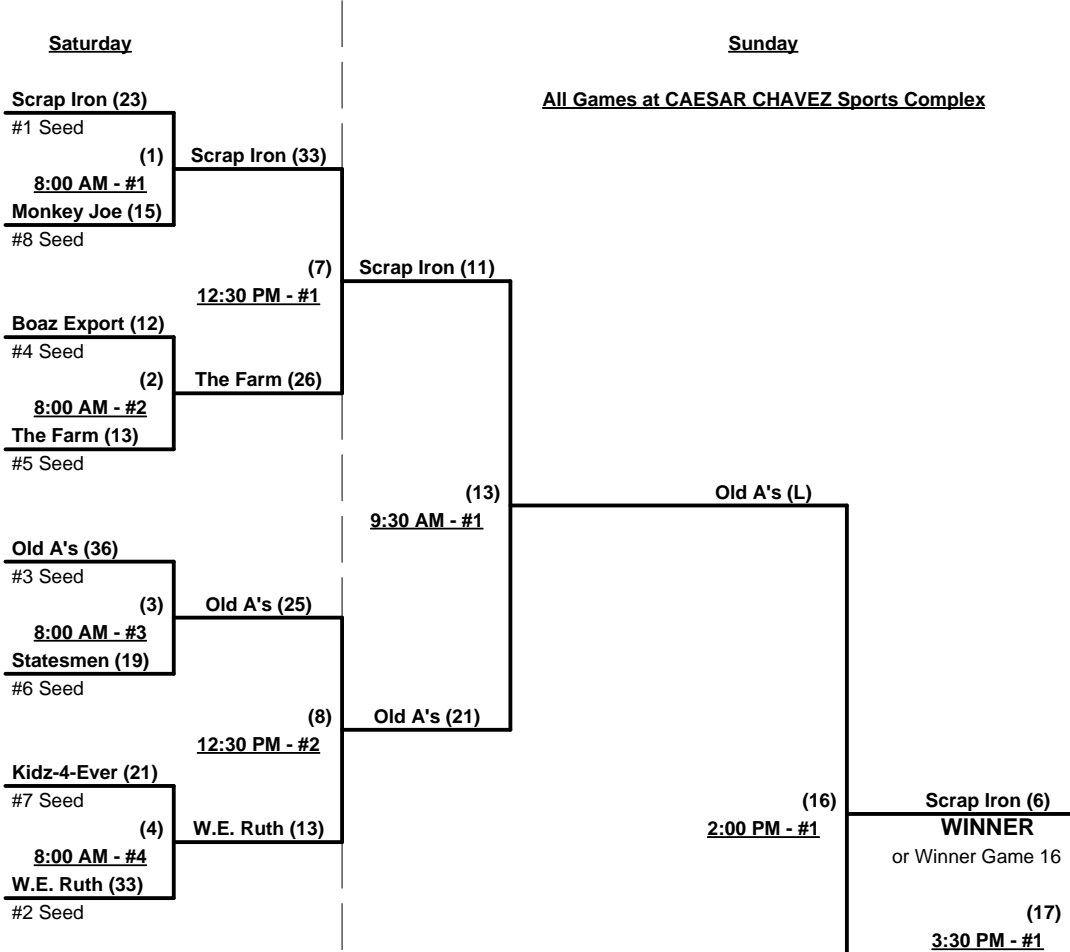 Saturday
Sunday
Scrap Iron (23)
All Games at CAESAR CHAVEZ Sports Complex
#1 Seed
(1)
Scrap Iron (33)
8:00 AM - #1
Monkey Joe (15)
#8 Seed
(7)
Scrap Iron (11)
12:30 PM - #1
Boaz Export (12)
#4 Seed
(2)
The Farm (26)
8:00 AM - #2
The Farm (13)
#5 Seed
(13)
Old A's (L)
9:30 AM - #1
Old A's (36)
#3 Seed
(3)
Old A's (25)
8:00 AM - #3
Statesmen (19)
#6 Seed
(8)
Old A's (21)
12:30 PM - #2
Kidz-4-Ever (21)
#7 Seed
(16)
Scrap Iron (6)
(4)
W.E. Ruth (13)
2:00 PM - #1
WINNER
8:00 AM - #4
or Winner Game 16
W.E. Ruth (33)
#2 Seed
(17)
3:30 PM - #1